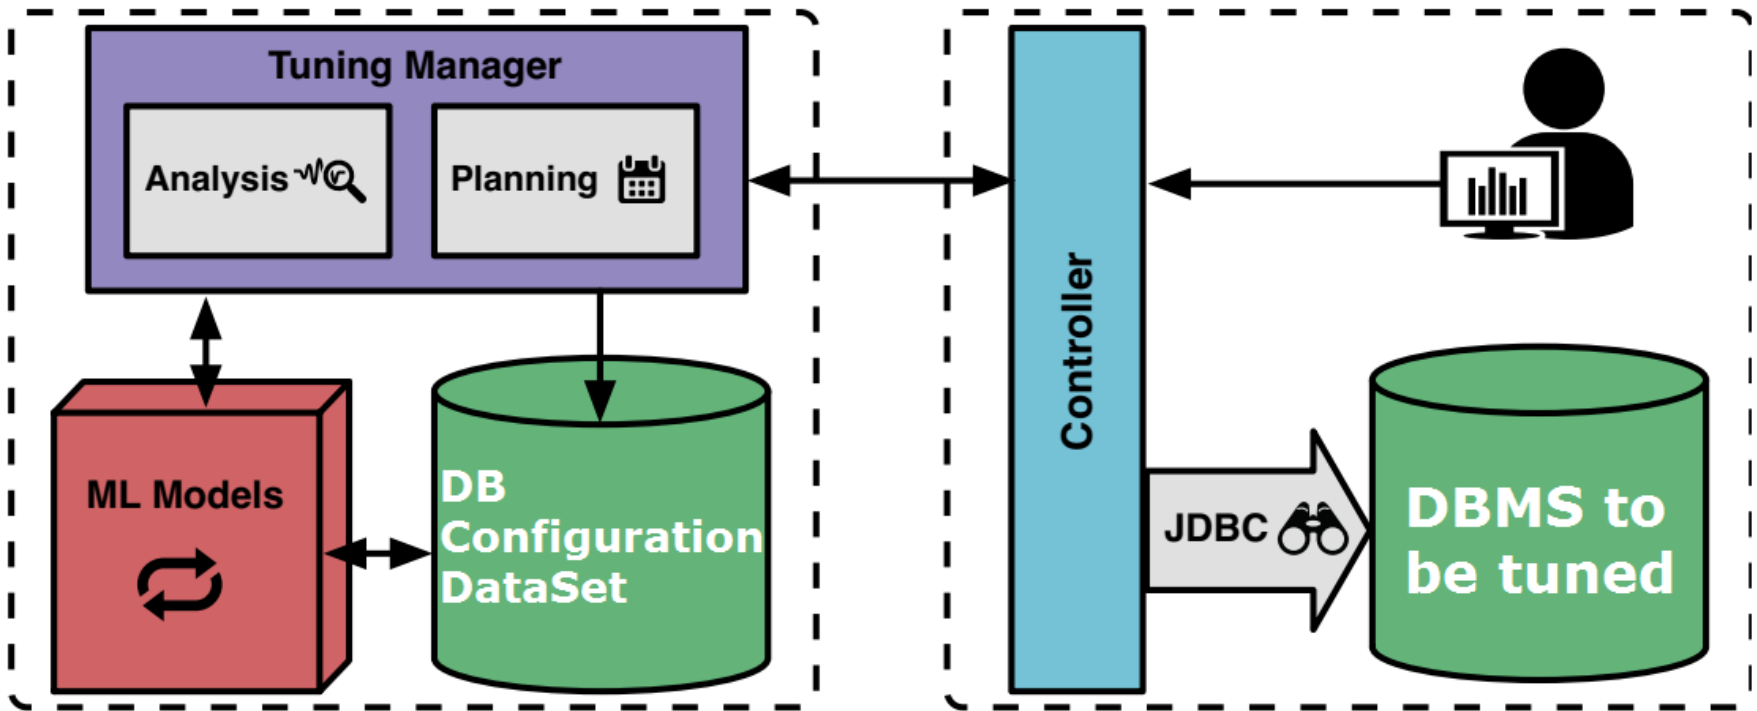 Tuning Manager
Analysis
Planning
ML Models
DB
Configuration
DataSet
Controller
JDBC
DBMS to
be tuned